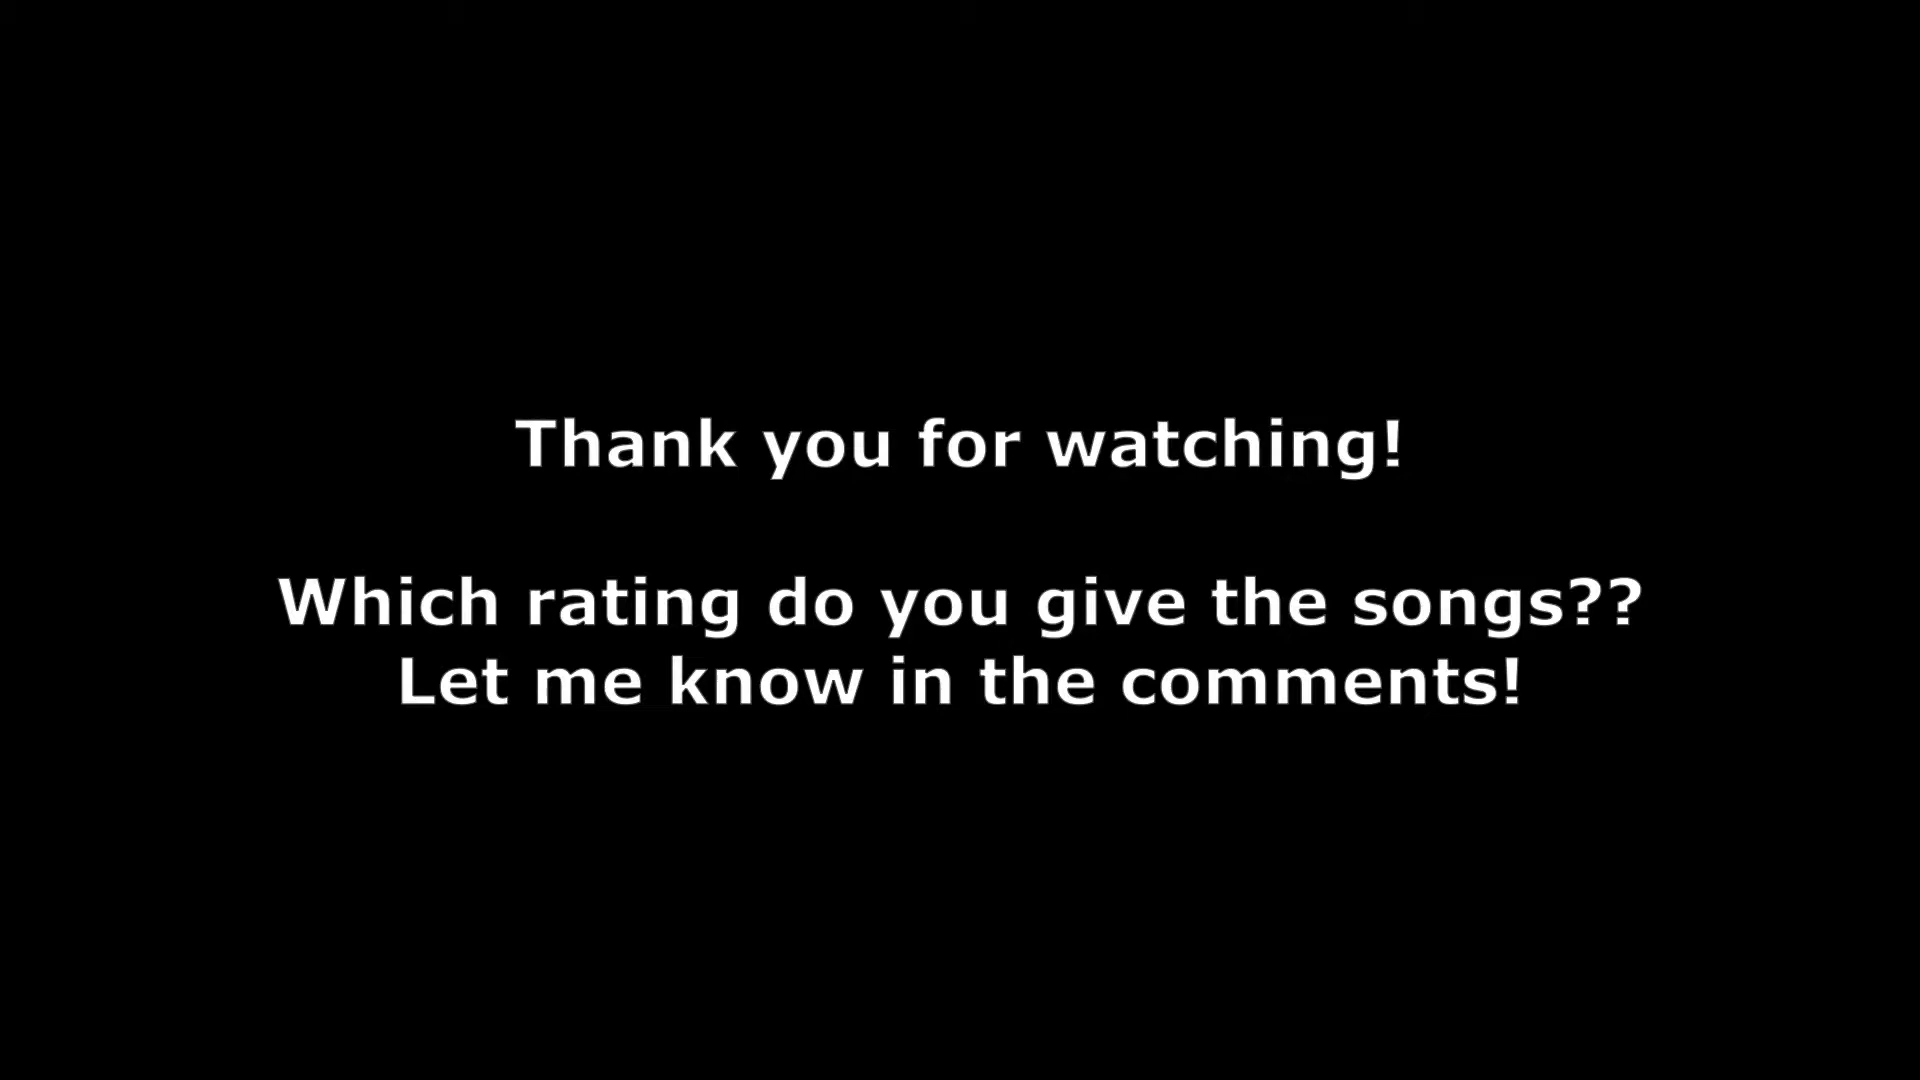 Thank you for watching!
Which rating do you give the songs??
Let me know in the comments!